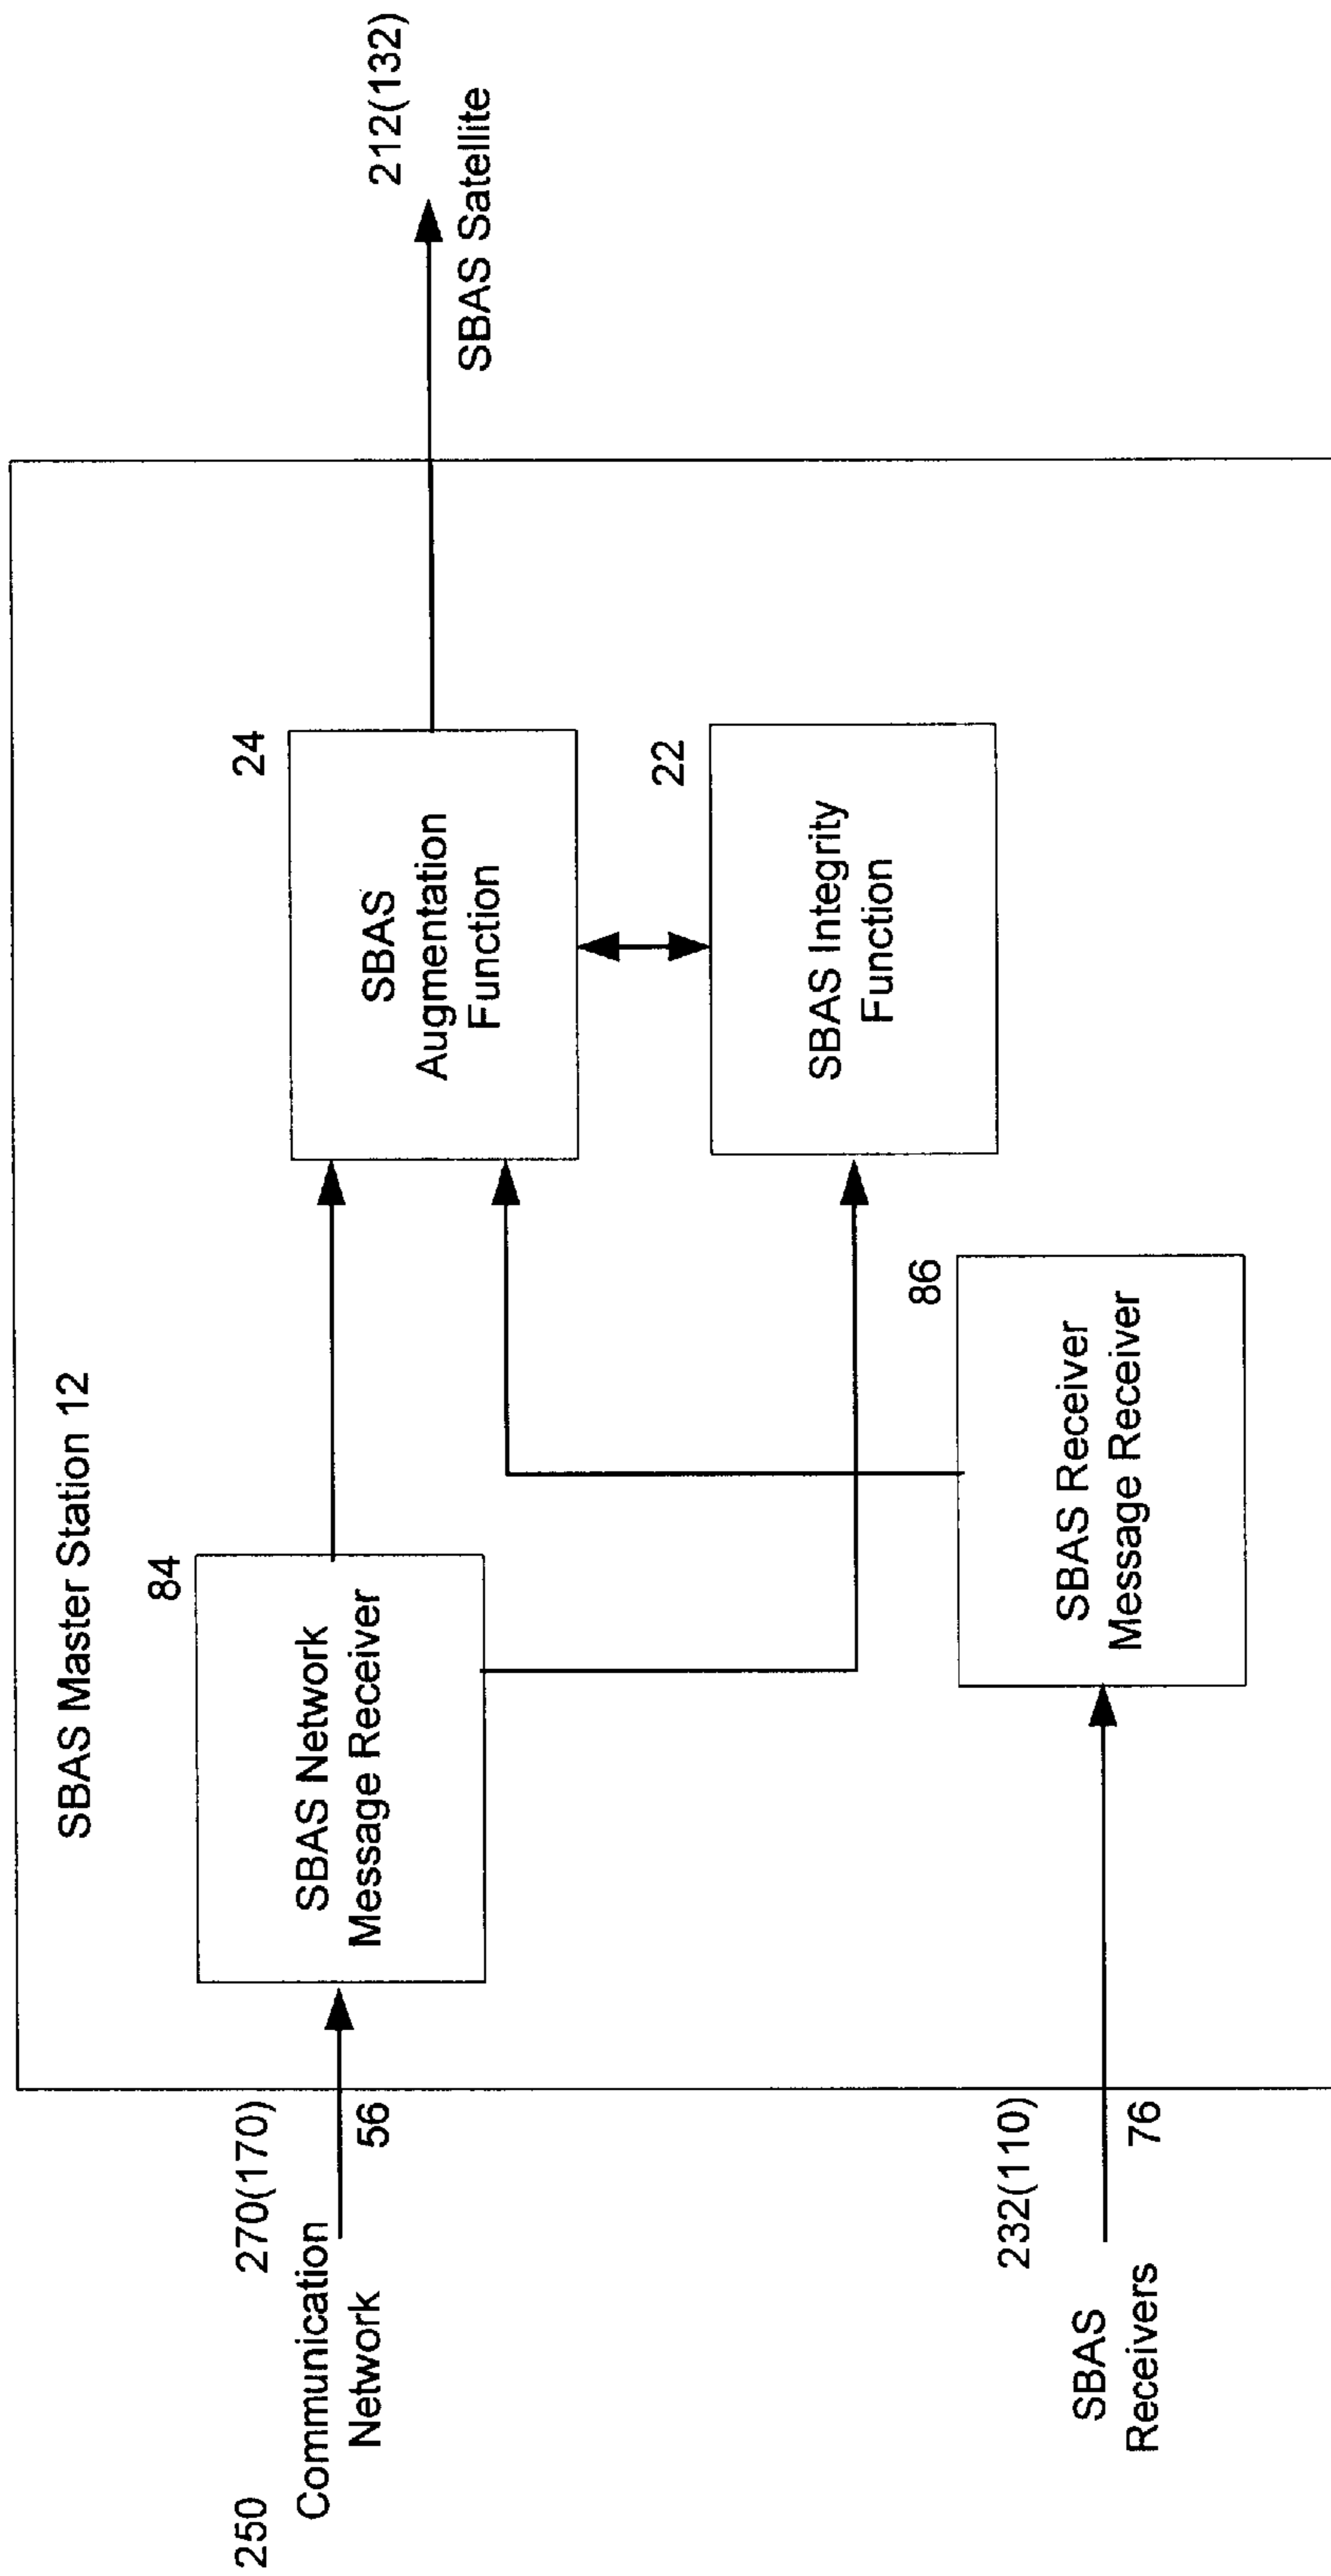 SBAS Master Station 12
250
Communication
Network
270(170)
56
84
SBAS Network
Message Receiver
24
SBAS
Augmentation
Function
212(132)
SBAS Satellite
22
SBAS Integrity
Function
86
SBAS Receiver
Message Receiver
232(110)
76
SBAS
Receivers